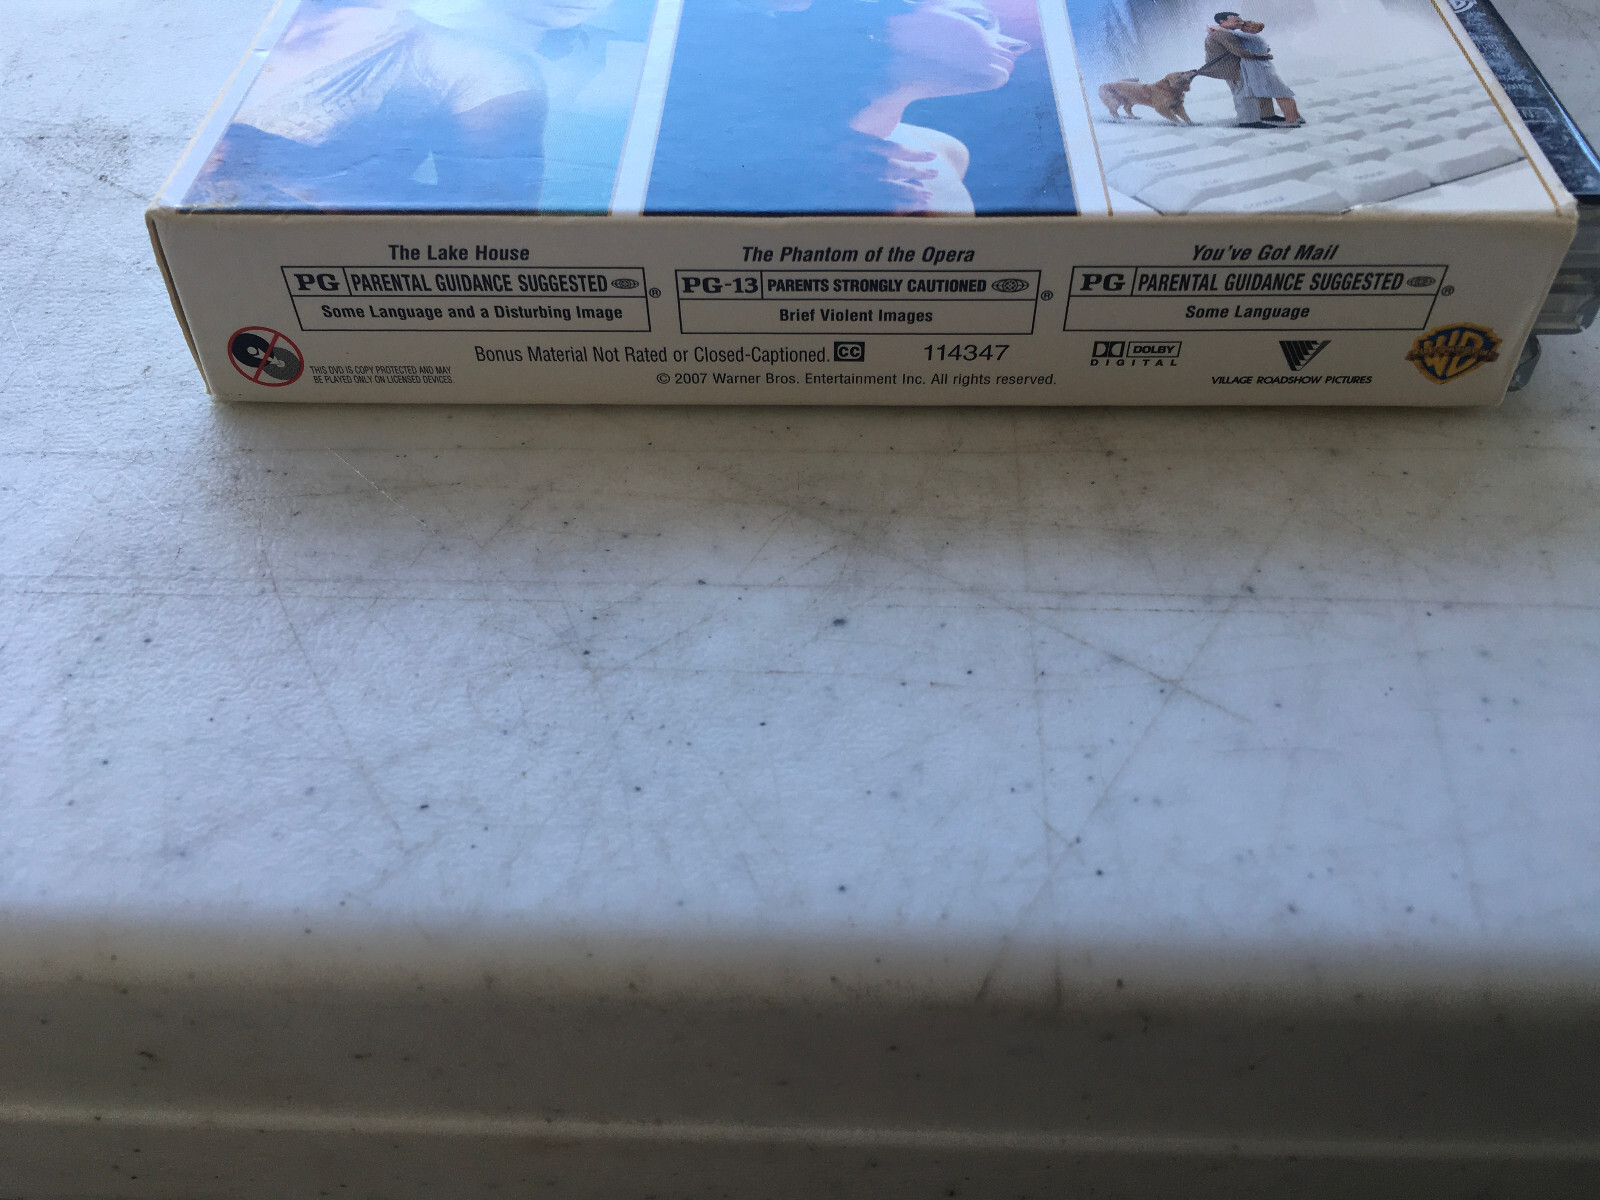 The Lake House
PG PARENTAL GUIDANCE SUGGESTED ®
Some Language and a Disturbing Image
The Phantom of the Opera
PG-13 PARENTS STRONGLY CAUTIONED ®
Brief Violent Images
You've Got Mail
PG PARENTAL GUIDANCE SUGGESTED ®
Some Language
THIS DVD IS COPY PROTECTED AND MAY
BE PLAYED ONLY ON LICENSED DEVICES.
Bonus Material Not Rated or Closed-Captioned. CC
114347
© 2007 Warner Bros. Entertainment Inc. All rights reserved.
DOLBY
DIGITAL
VILLAGE ROADSHOW PICTURES
WB